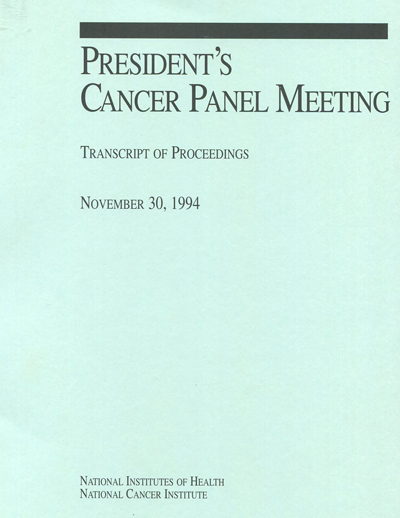 PRESIDENT'S
CANCER PANEL MEETING
TRANSCRIPT OF PROCEEDINGS
NOVEMBER 30, 1994
NATIONAL INSTITUTES OF HEALTH
NATIONAL CANCER INSTITUTE